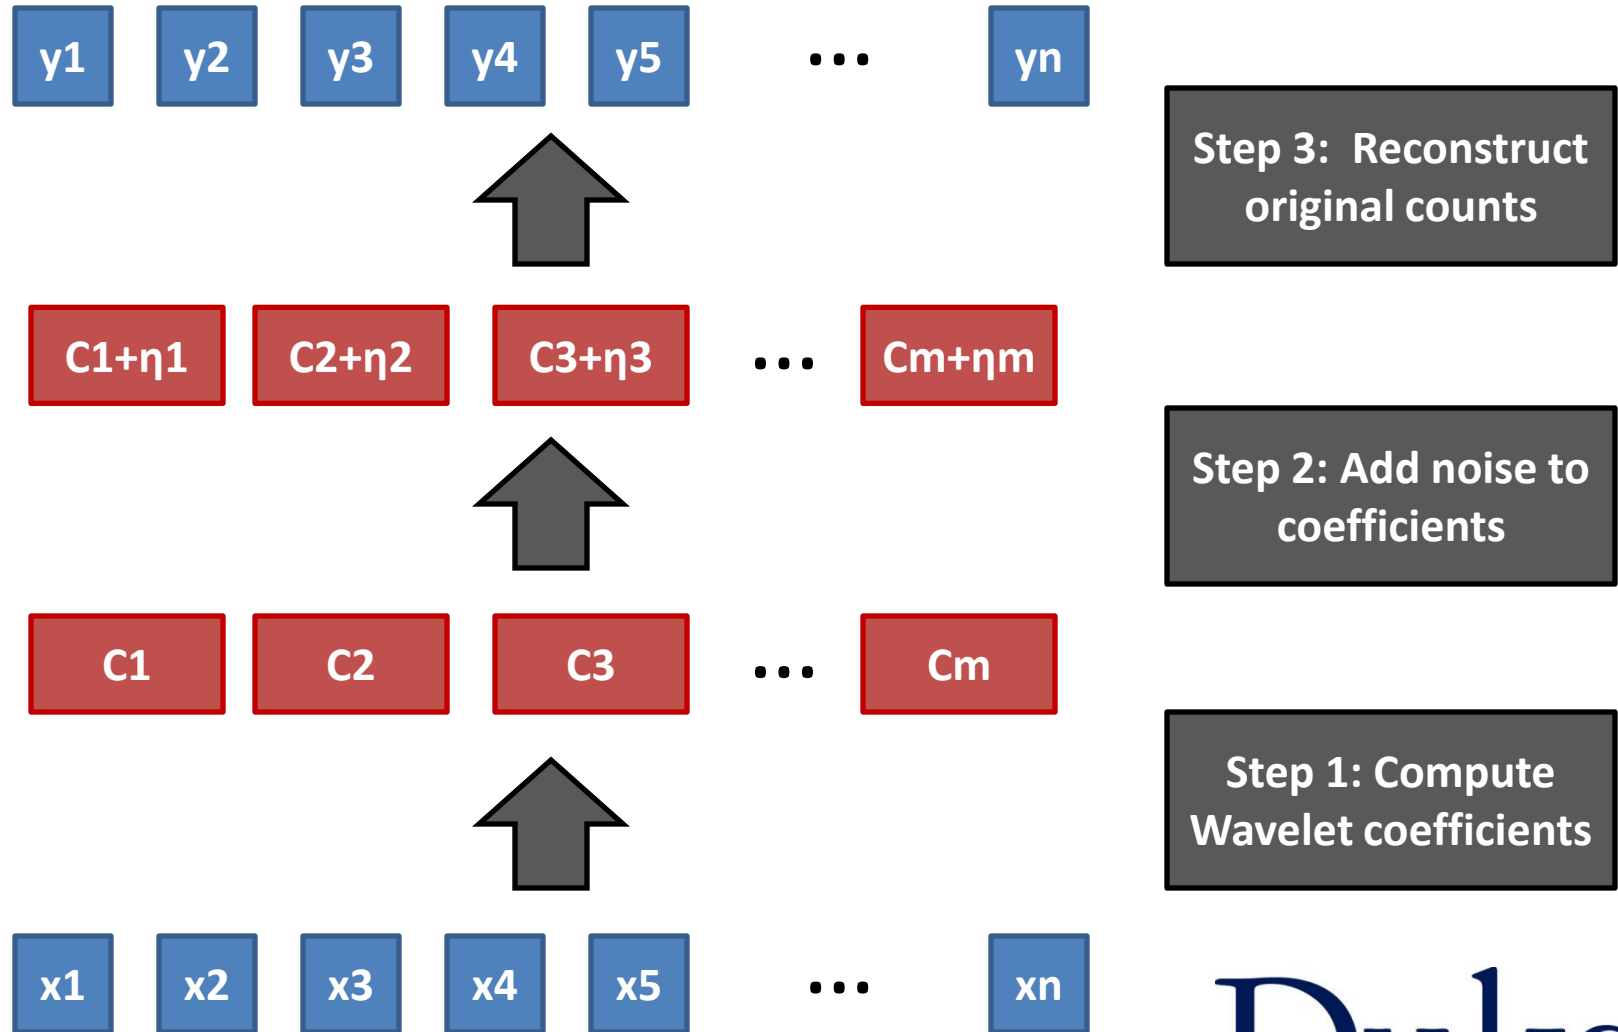 y1 y2 y3 y4 y5 ... yn
Step 3:  Reconstruct
original counts
C1+η1 C2+η2 C3+η3 ... Cm+ηm
Step 2: Add noise to
coefficients
C1 C2 C3 ... Cm
Step 1: Compute
Wavelet coefficients
x1 x2 x3 x4 x5 ... xn